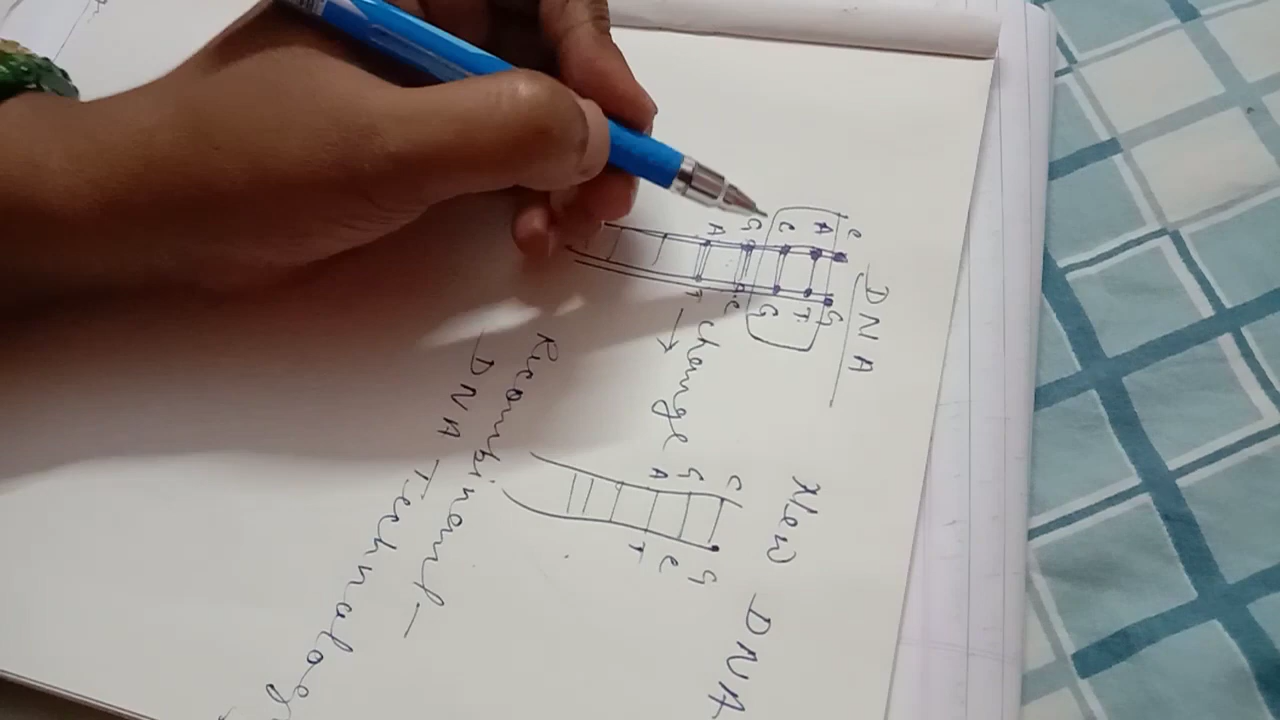 DNA
C A C G A
G T G C T
→ change
New DNA
C G A
G C T
Recombinant-
DNA Technology